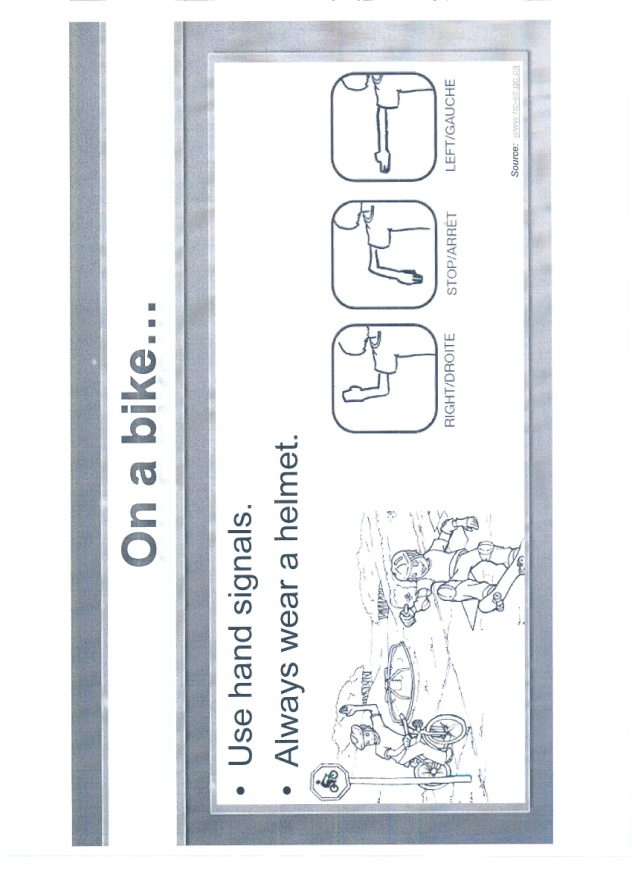 On a bike...
• Use hand signals.
• Always wear a helmet.
RIGHT/DROITE
STOP/ARRÊT
LEFT/GAUCHE
Source: www.hc-sc.gc.ca